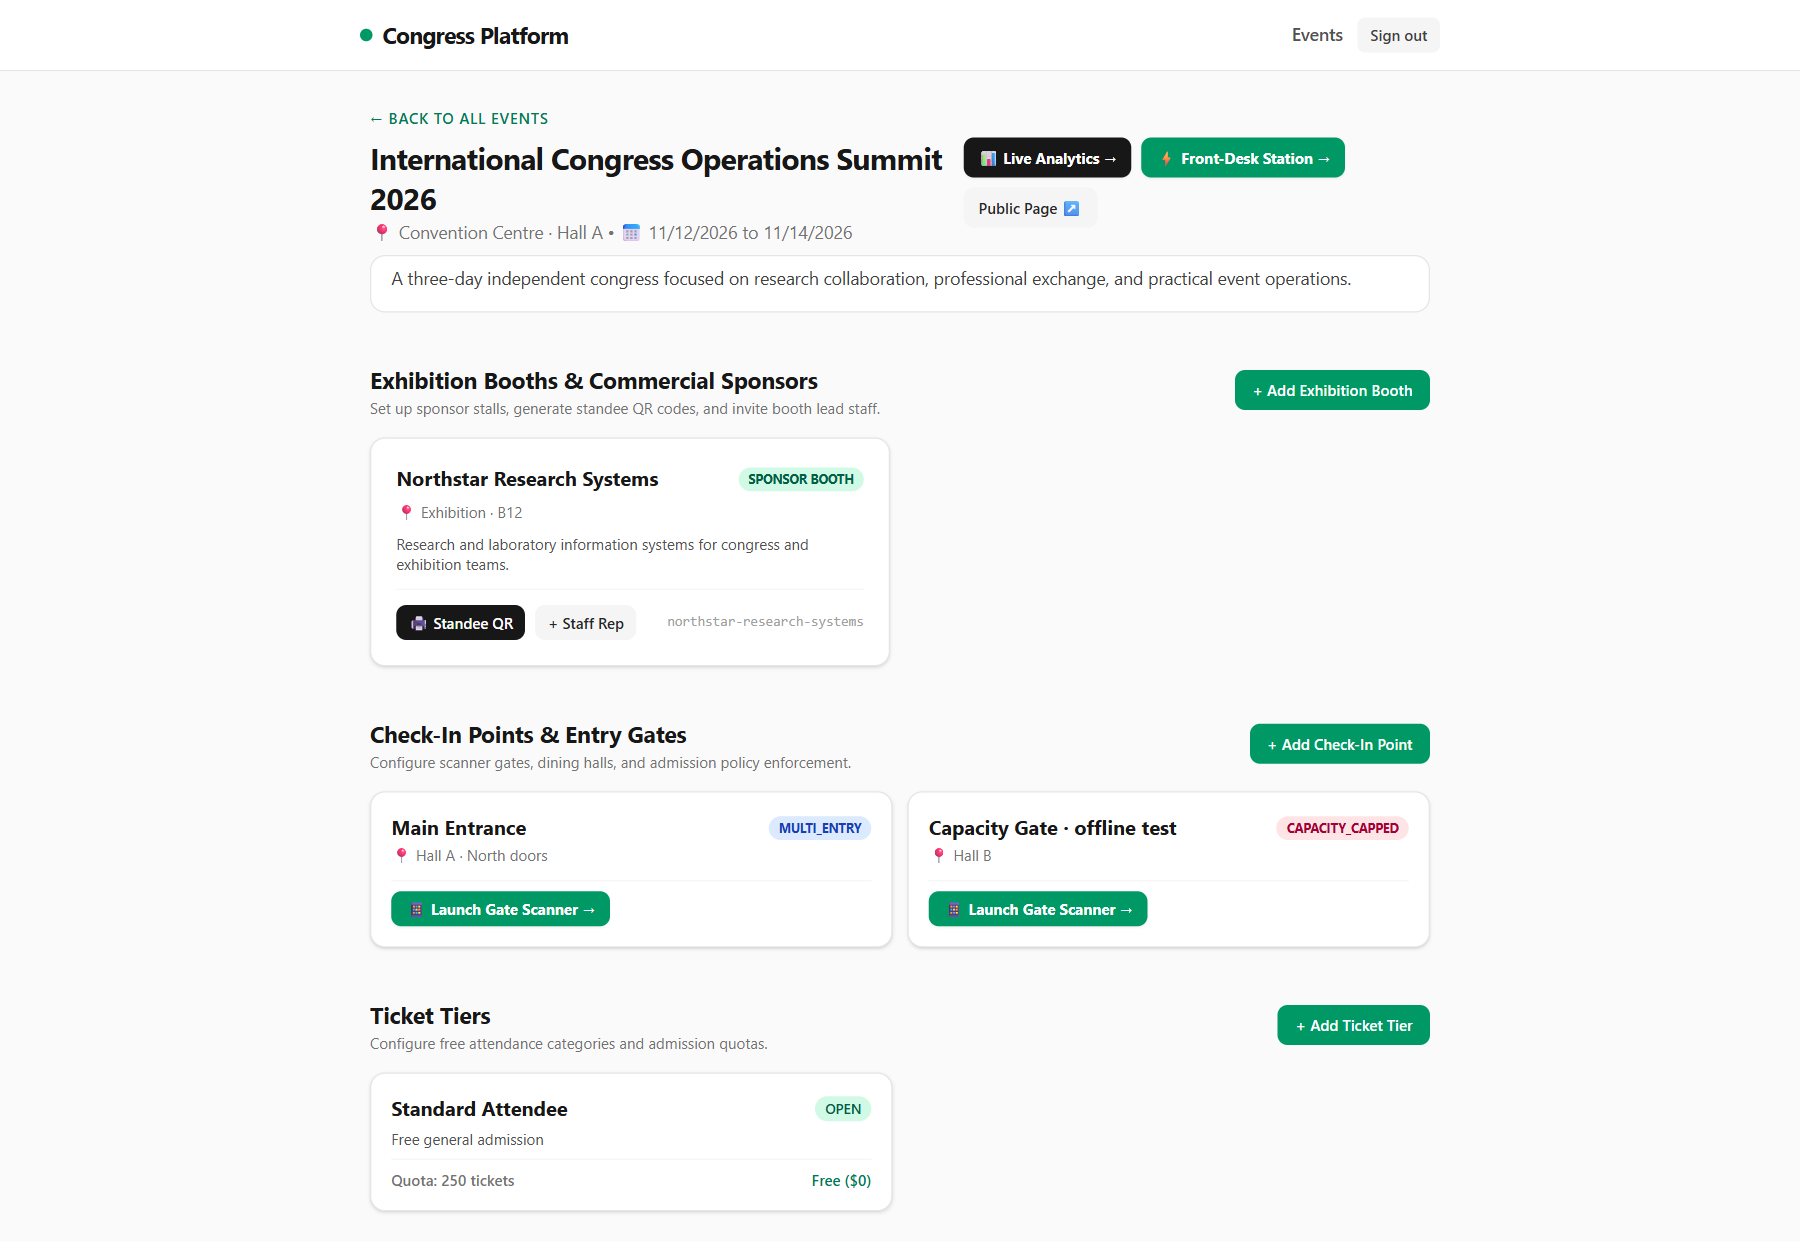 Congress Platform
Events
Sign out
← BACK TO ALL EVENTS
International Congress Operations Summit
2026
Live Analytics →
Front-Desk Station →
Public Page
Convention Centre · Hall A • 11/12/2026 to 11/14/2026
A three-day independent congress focused on research collaboration, professional exchange, and practical event operations.
Exhibition Booths & Commercial Sponsors
Set up sponsor stalls, generate standee QR codes, and invite booth lead staff.
+ Add Exhibition Booth
Northstar Research Systems
SPONSOR BOOTH
Exhibition · B12
Research and laboratory information systems for congress and
exhibition teams.
Standee QR
+ Staff Rep
northstar-research-systems
Check-In Points & Entry Gates
Configure scanner gates, dining halls, and admission policy enforcement.
+ Add Check-In Point
Main Entrance
MULTI_ENTRY
Hall A · North doors
Launch Gate Scanner →
Capacity Gate · offline test
CAPACITY_CAPPED
Hall B
Launch Gate Scanner →
Ticket Tiers
Configure free attendance categories and admission quotas.
+ Add Ticket Tier
Standard Attendee
OPEN
Free general admission
Quota: 250 tickets
Free ($0)